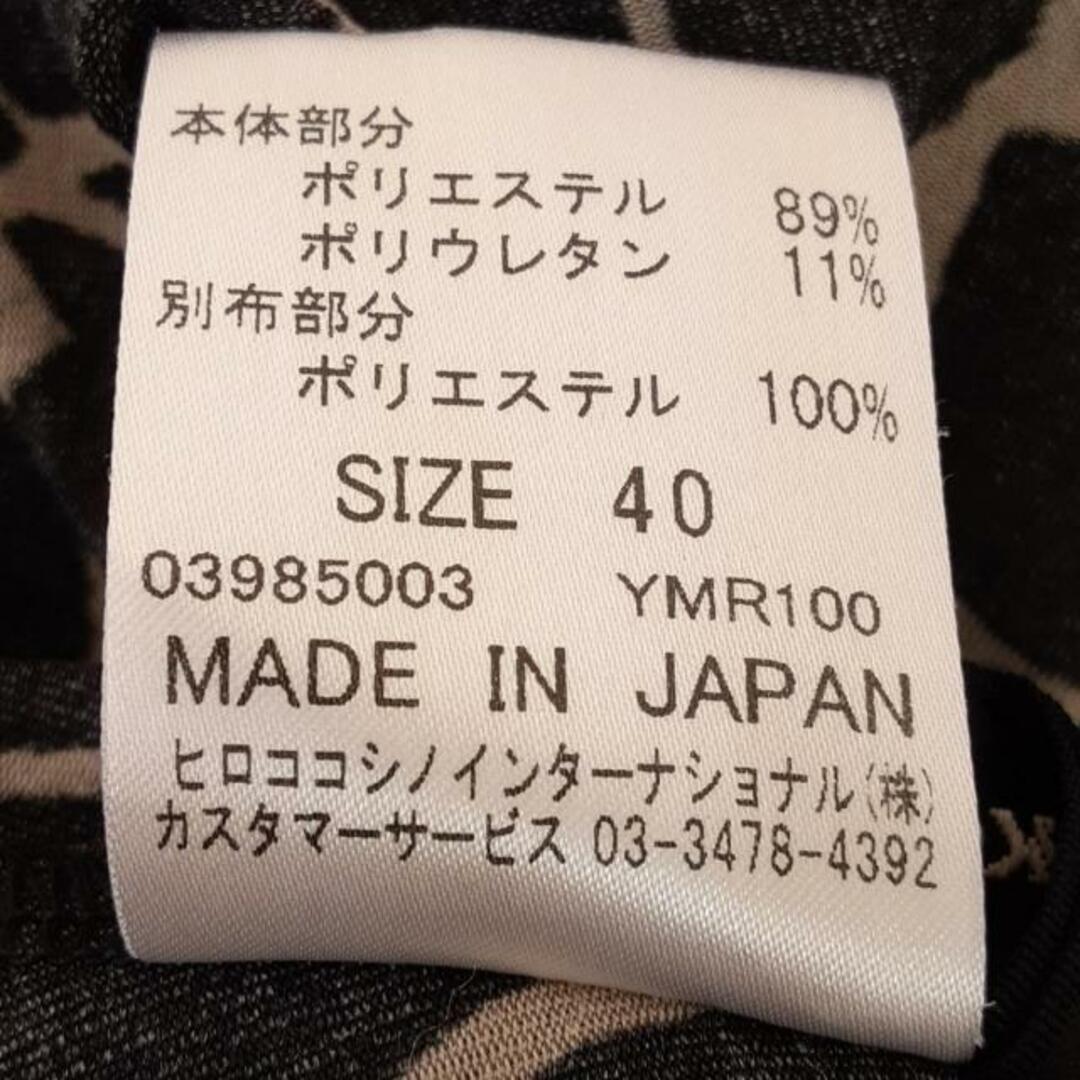 本体部分
ポリエステル 89%
ポリウレタン 11%
別布部分
ポリエステル 100%
SIZE 40
03985003 YMR100
MADE IN JAPAN
ヒロココシノインターナショナル(株)
カスタマーサービス 03-3478-4392